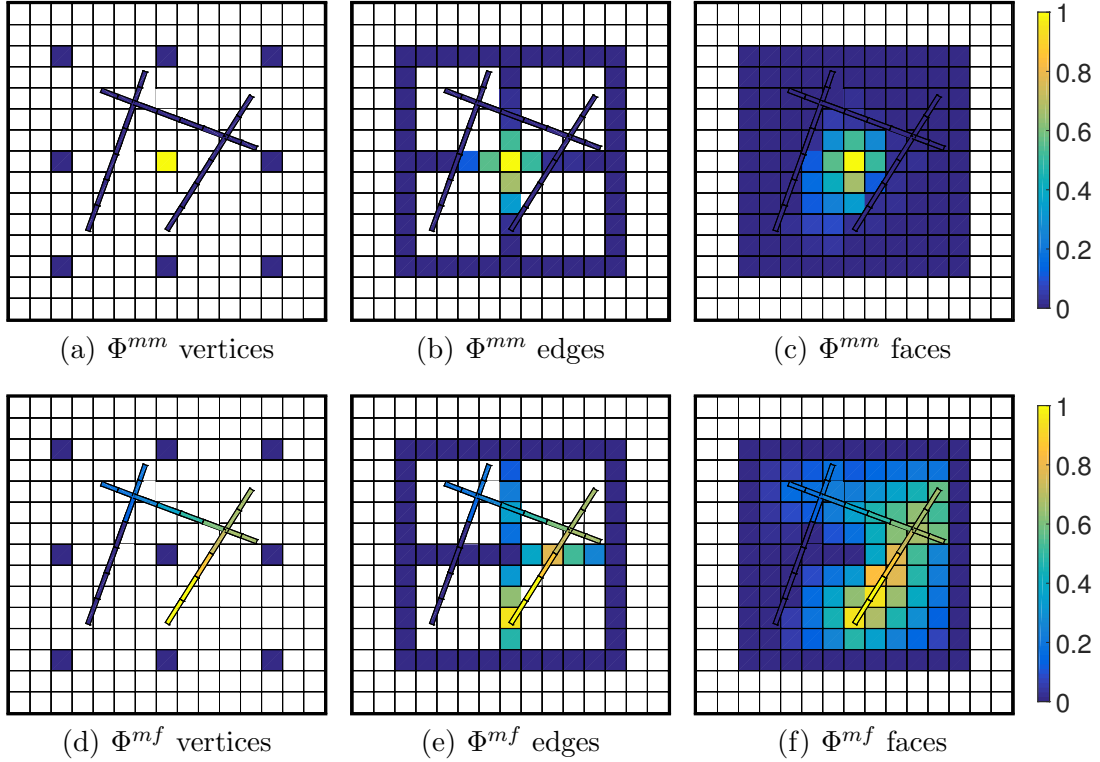 1
0.8
0.6
0.4
0.2
0
(a) Φ^{mm} vertices
(b) Φ^{mm} edges
(c) Φ^{mm} faces
1
0.8
0.6
0.4
0.2
0
(d) Φ^{mf} vertices
(e) Φ^{mf} edges
(f) Φ^{mf} faces